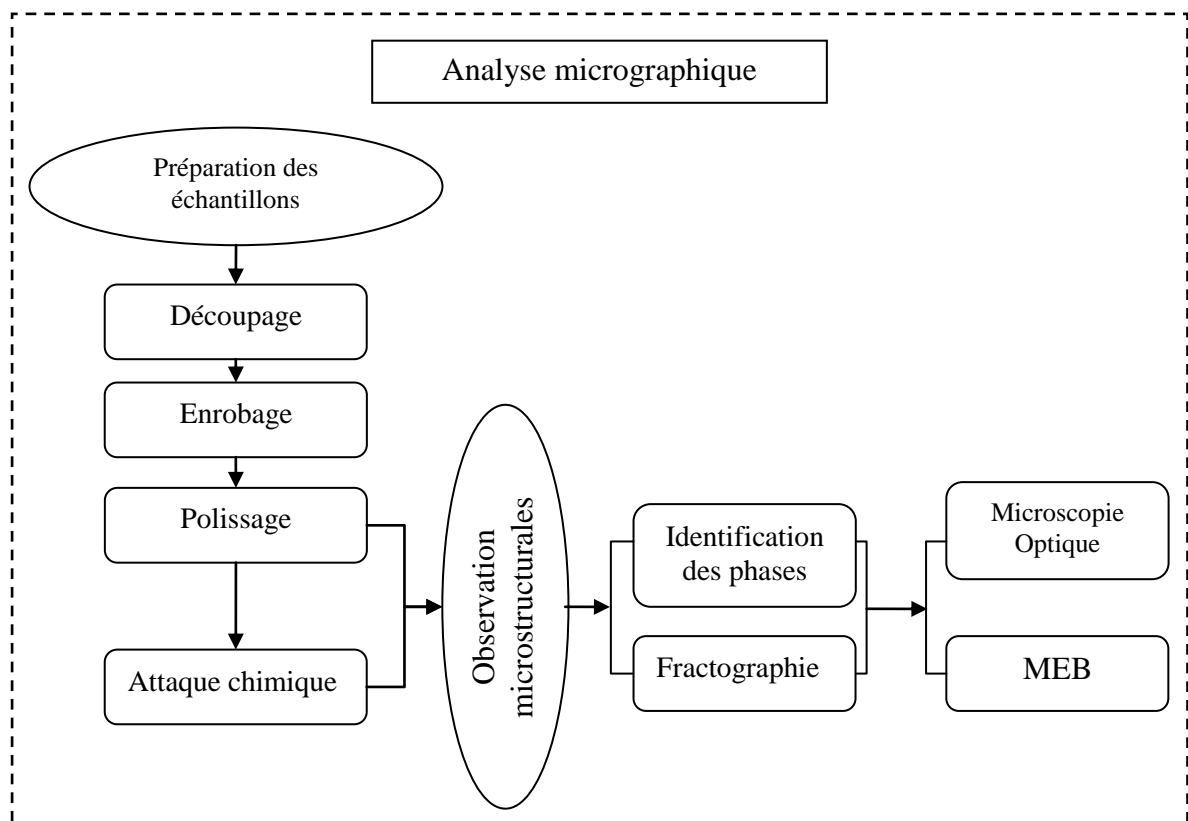 Analyse micrographique
Préparation des
échantillons
Découpage
Enrobage
Polissage
Attaque chimique
Observation
microstructurales
Identification
des phases
Fractographie
Microscopie
Optique
MEB